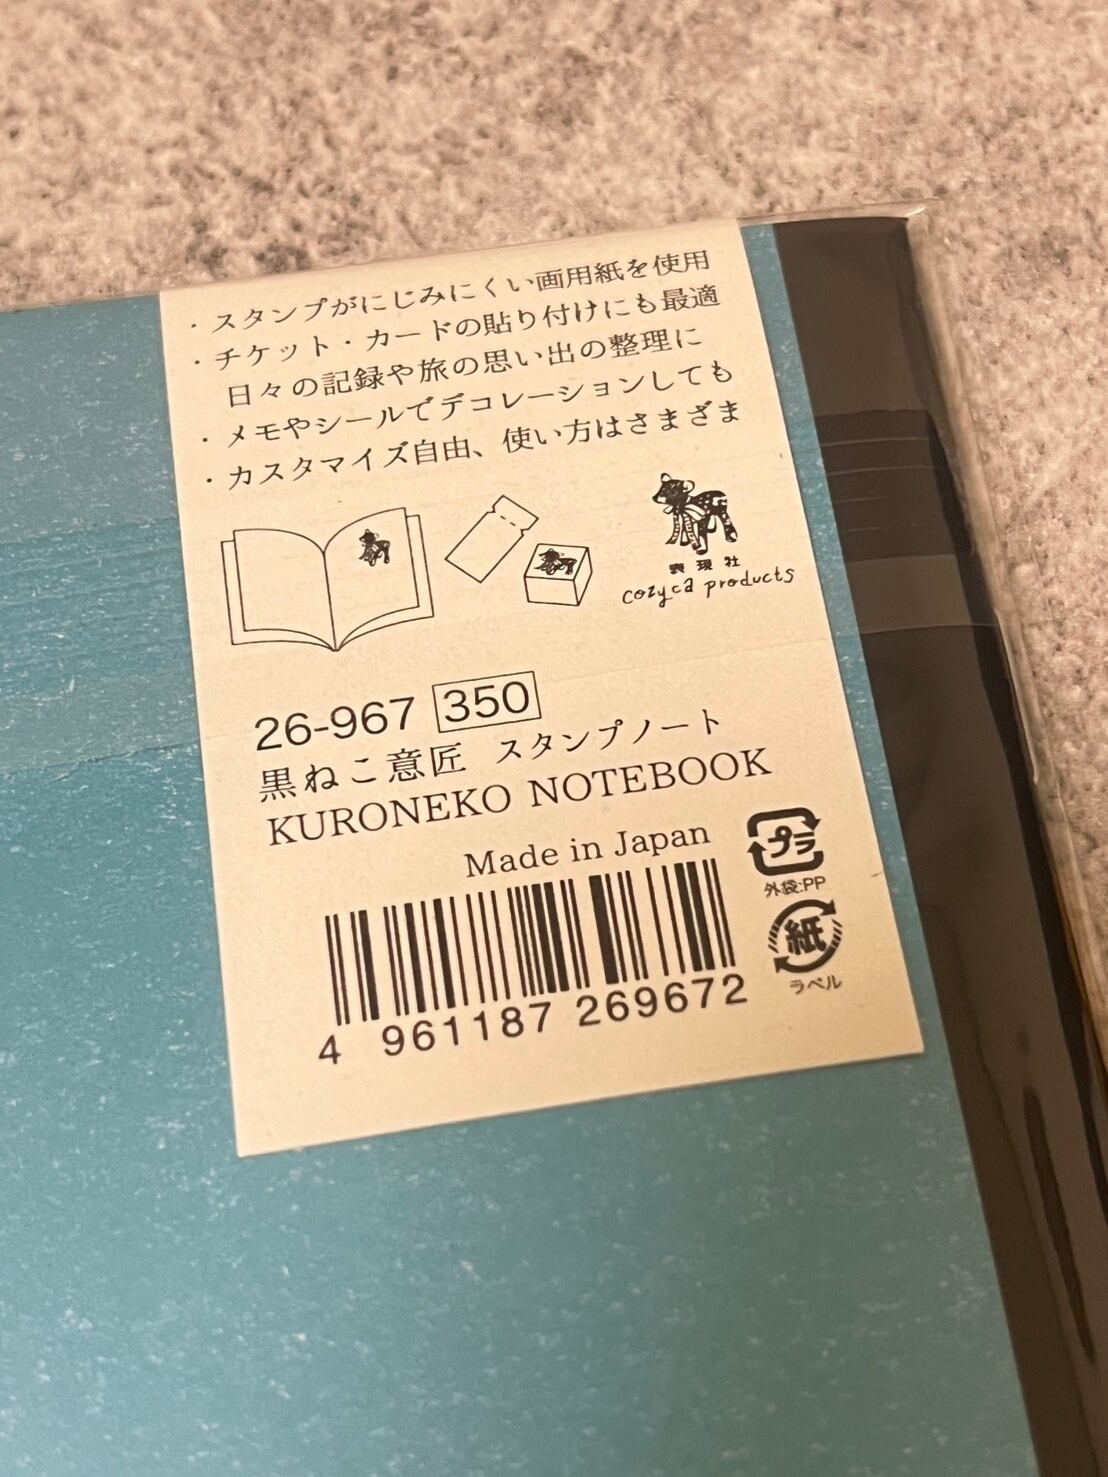 ・スタンプがにじみにくい画用紙を使用
・チケット・カードの貼り付けにも最適
日々の記録や旅の思い出の整理に
・メモやシールでデコレーションしても
・カスタマイズ自由、使い方はさまざま
表現社
cozyca products
26-967 350
黒ねこ意匠 スタンプノート
KURONEKO NOTEBOOK
Made in Japan
プラ
外袋:PP
紙
ラベル
4 961187 269672